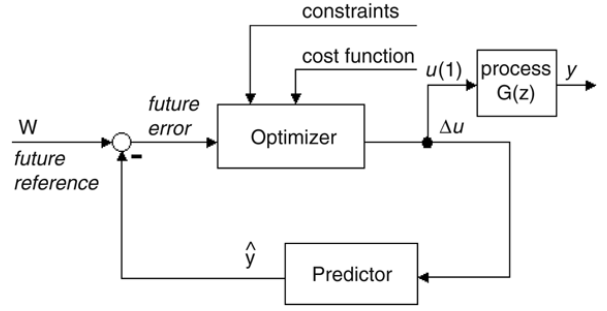 constraints
cost function
u(1)
process
G(z)
y
future
error
W
Optimizer
Δu
future
reference
-
ŷ
Predictor